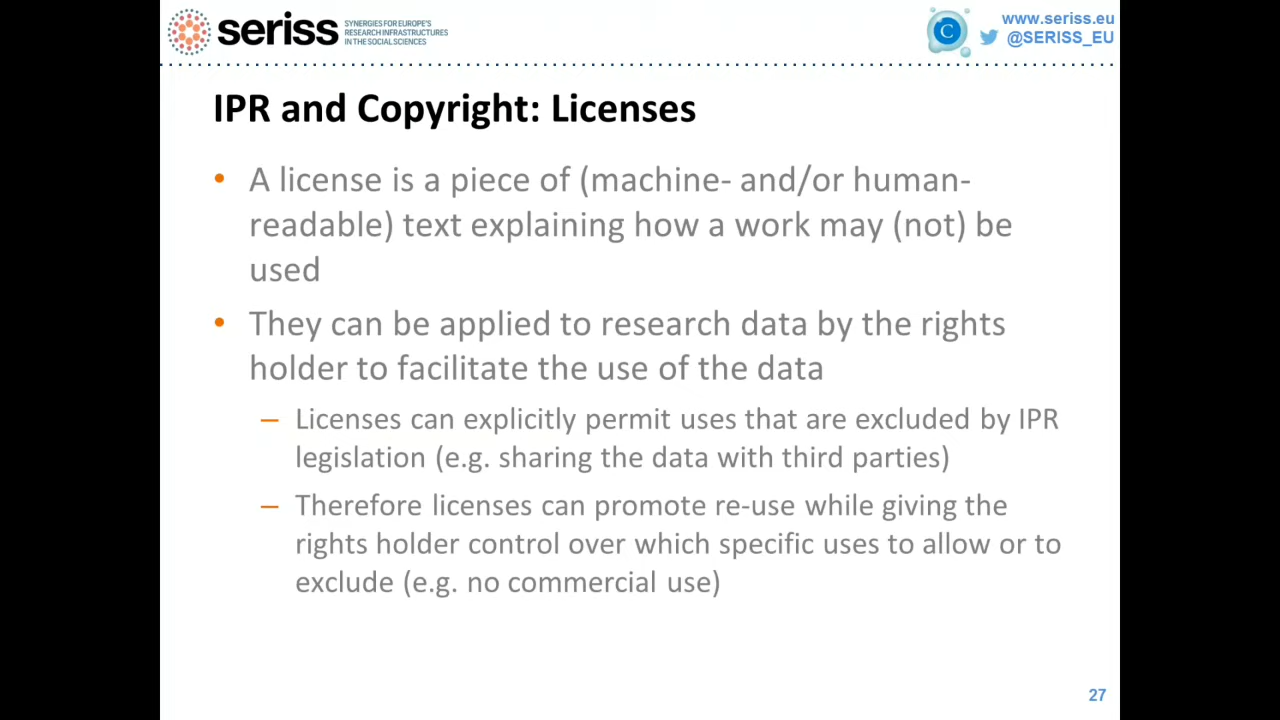 seriss
SYNERGIES FOR EUROPE'S
RESEARCH INFRASTRUCTURES
IN THE SOCIAL SCIENCES
C
www.seriss.eu
@SERISS_EU
IPR and Copyright: Licenses
• A license is a piece of (machine- and/or human-
readable) text explaining how a work may (not) be
used
• They can be applied to research data by the rights
holder to facilitate the use of the data
– Licenses can explicitly permit uses that are excluded by IPR
legislation (e.g. sharing the data with third parties)
– Therefore licenses can promote re-use while giving the
rights holder control over which specific uses to allow or to
exclude (e.g. no commercial use)
27